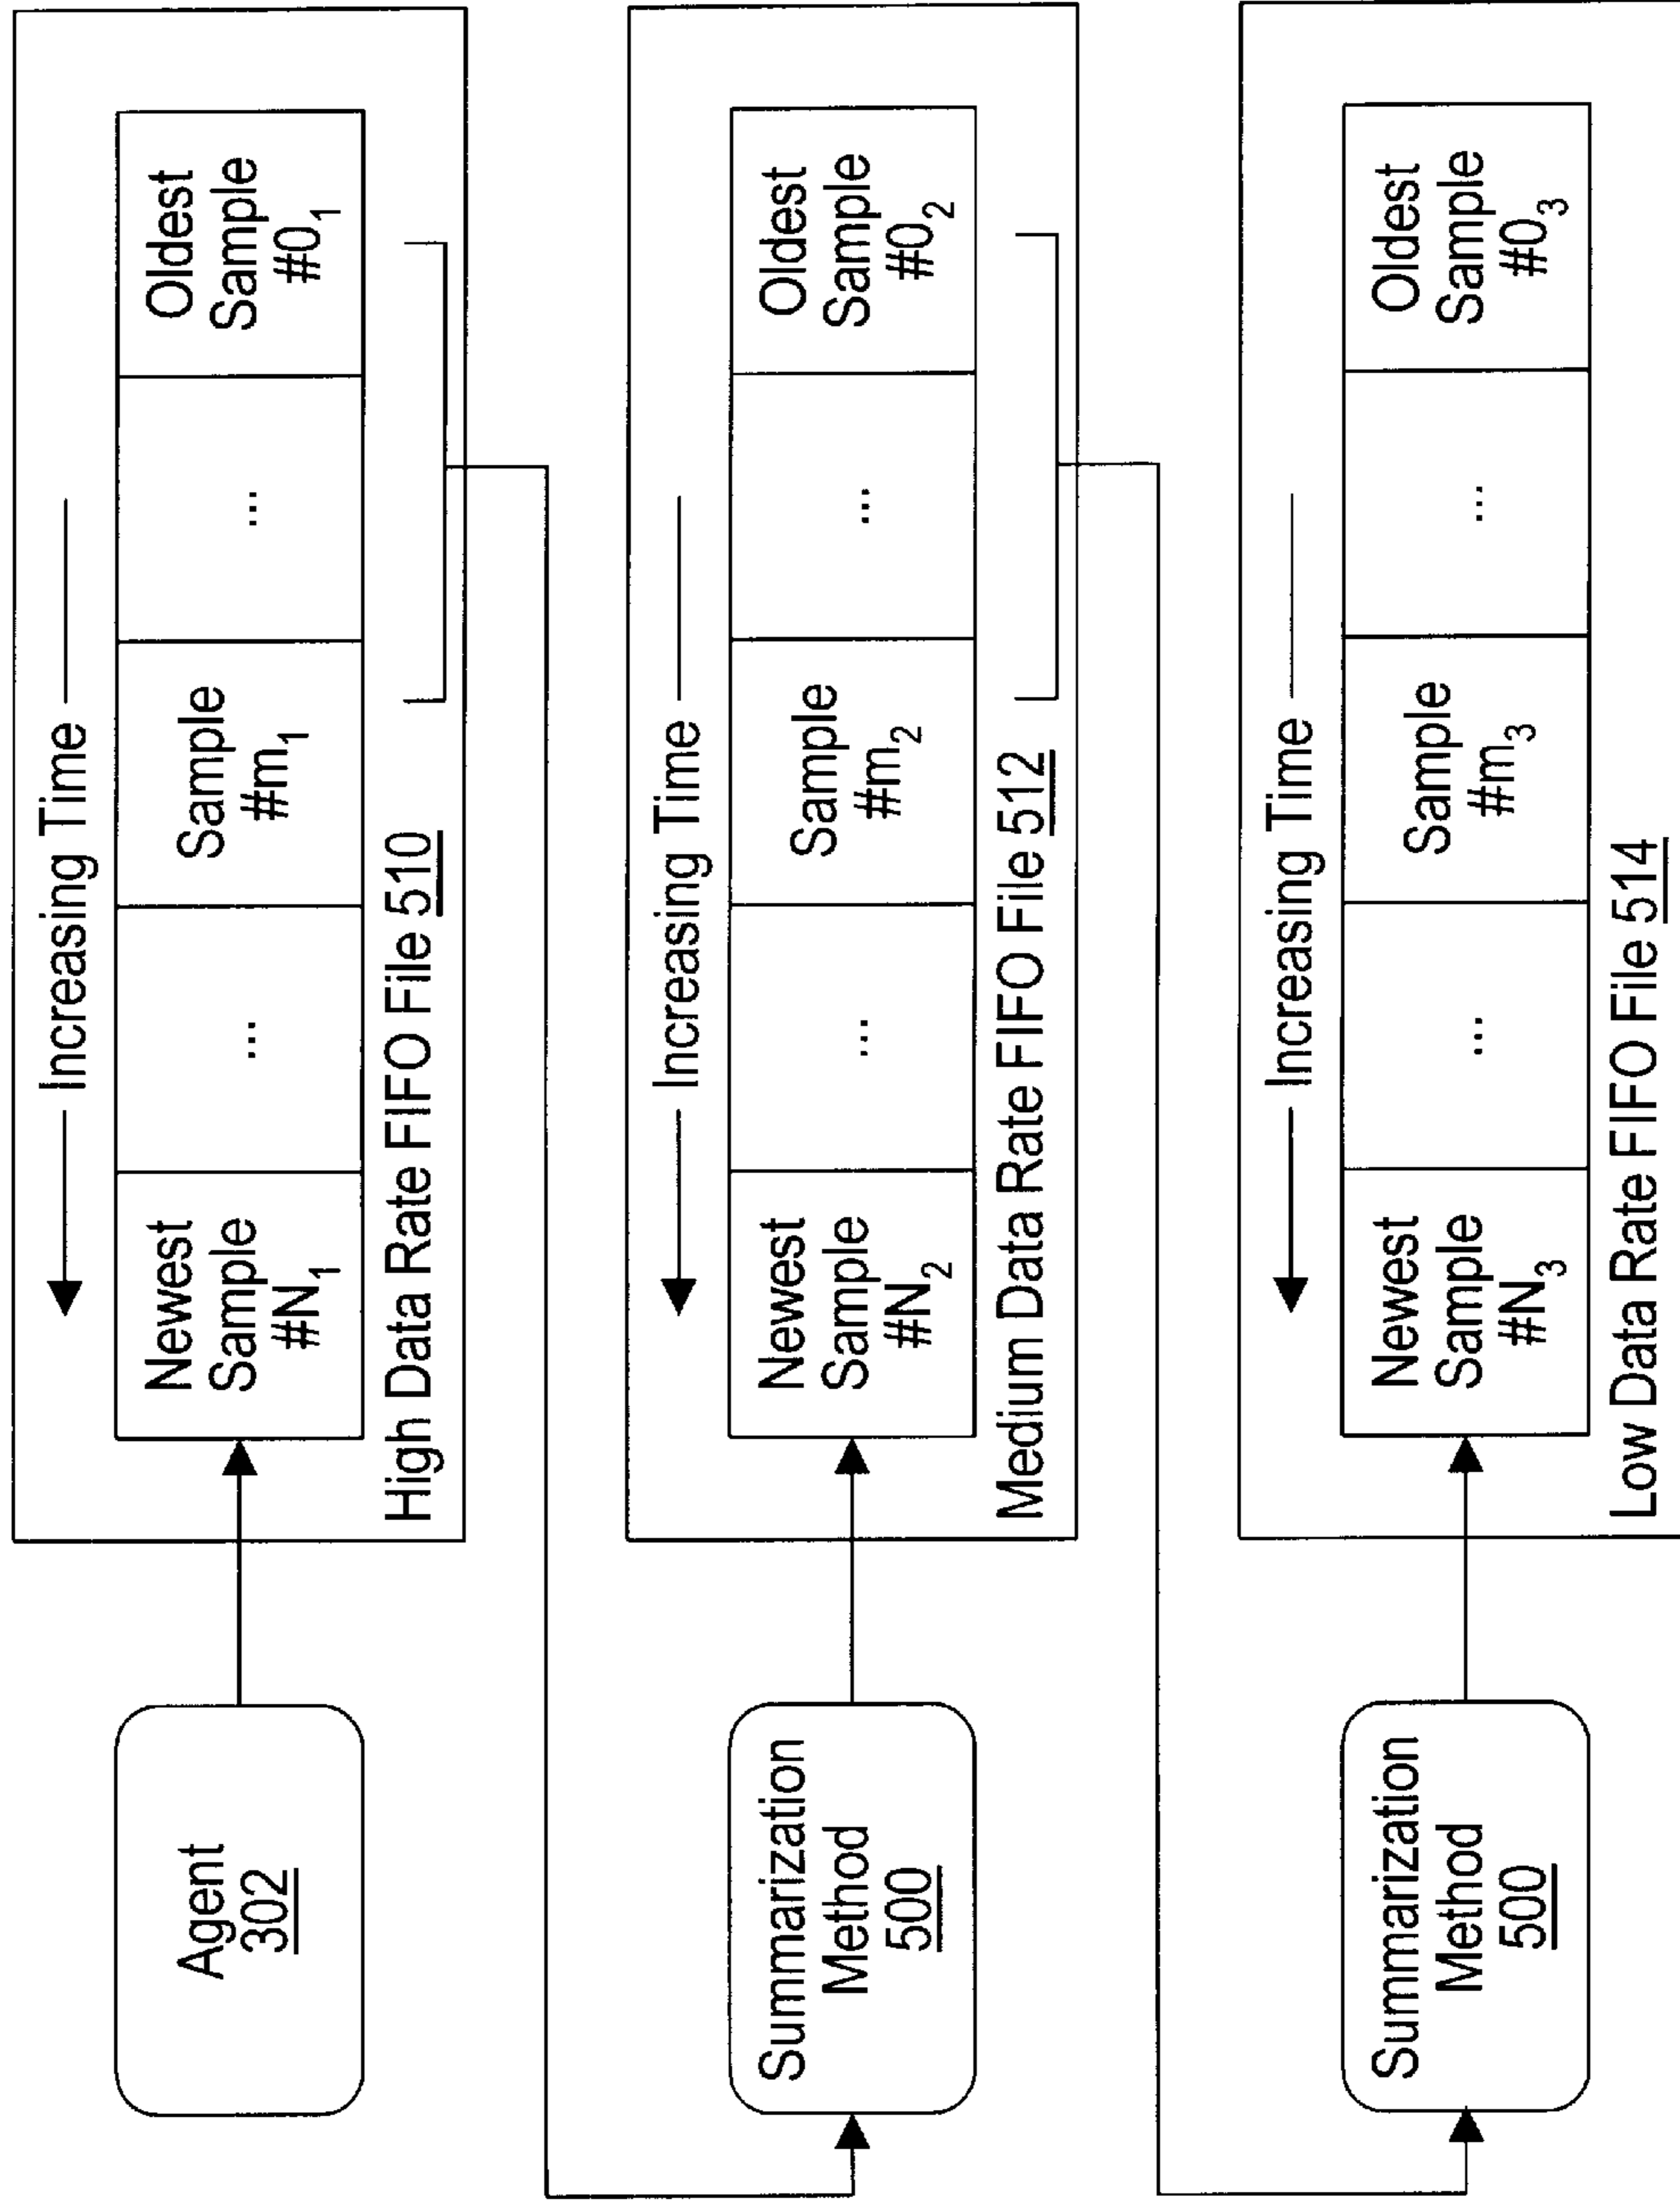 Agent
302
Increasing Time
Newest
Sample
#N₁
...
Sample
#m₁
...
Oldest
Sample
#0₁
High Data Rate FIFO File 510
Summarization
Method
500
Increasing Time
Newest
Sample
#N₂
...
Sample
#m₂
...
Oldest
Sample
#0₂
Medium Data Rate FIFO File 512
Summarization
Method
500
Increasing Time
Newest
Sample
#N₃
...
Sample
#m₃
...
Oldest
Sample
#0₃
Low Data Rate FIFO File 514